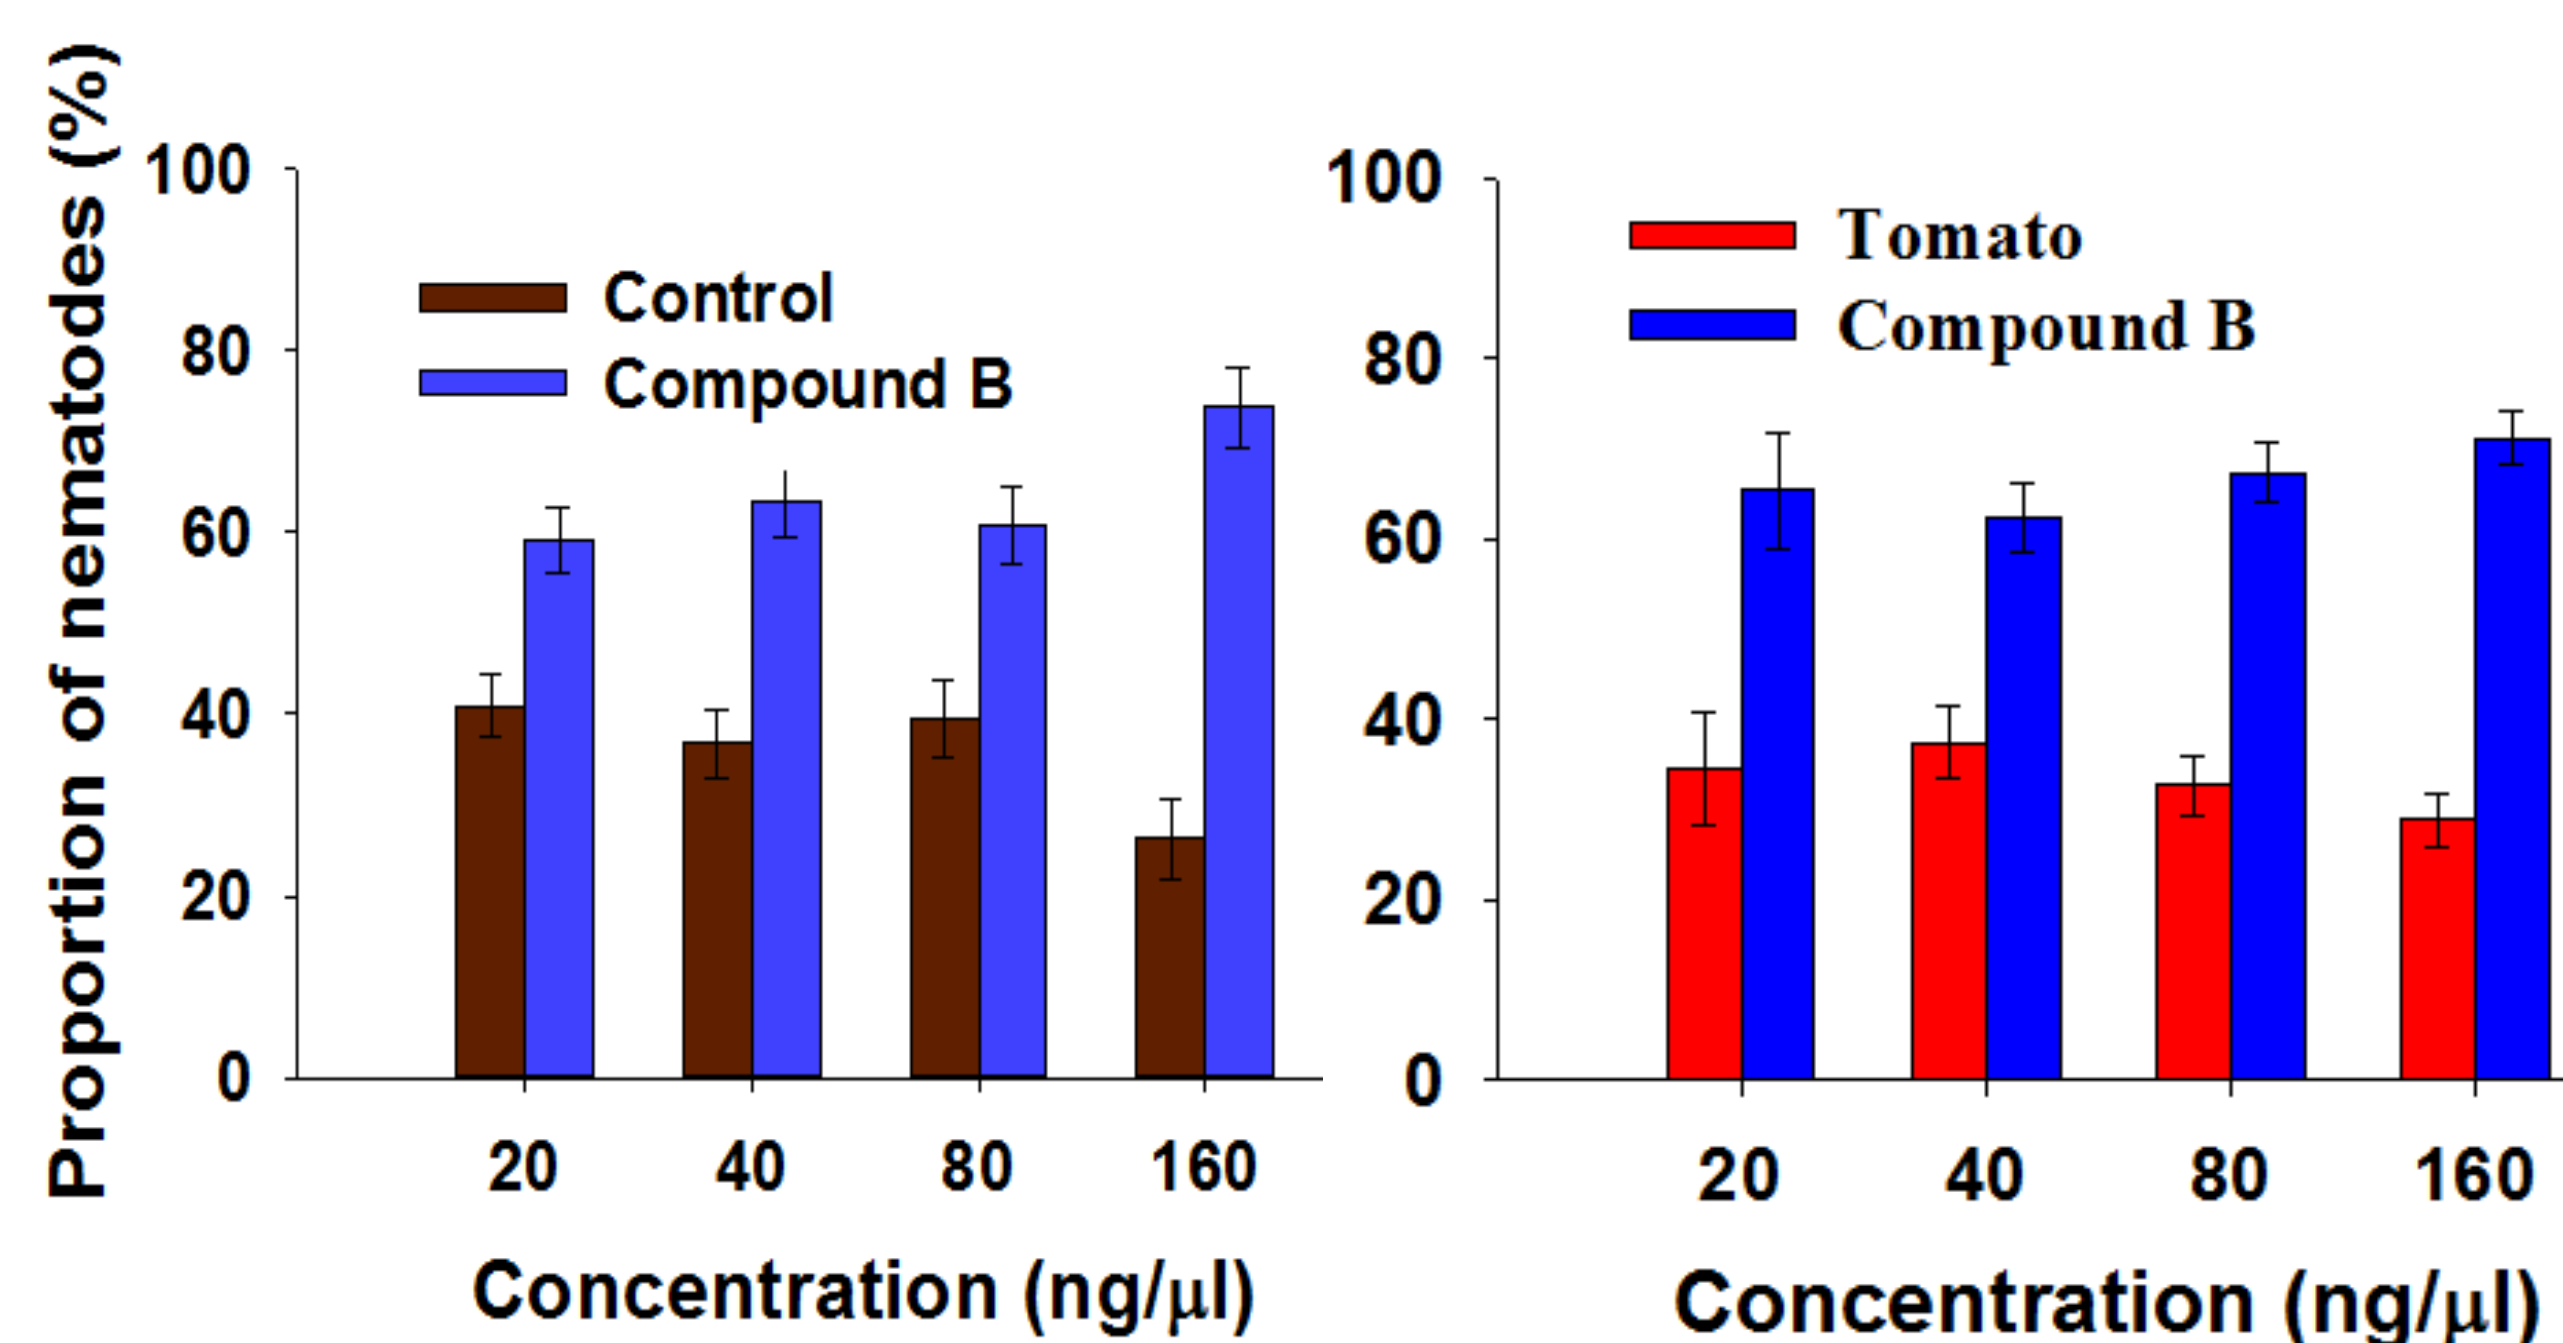 Proportion of nematodes (%)
100
80
60
40
20
0
Control
Compound B
20 40 80 160
Concentration (ng/μl)
100
80
60
40
20
0
Tomato
Compound B
20 40 80 160
Concentration (ng/μl)